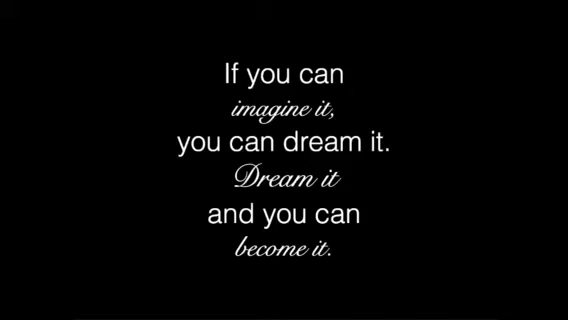 If you can
imagine it,
you can dream it.
Dream it
and you can
become it.